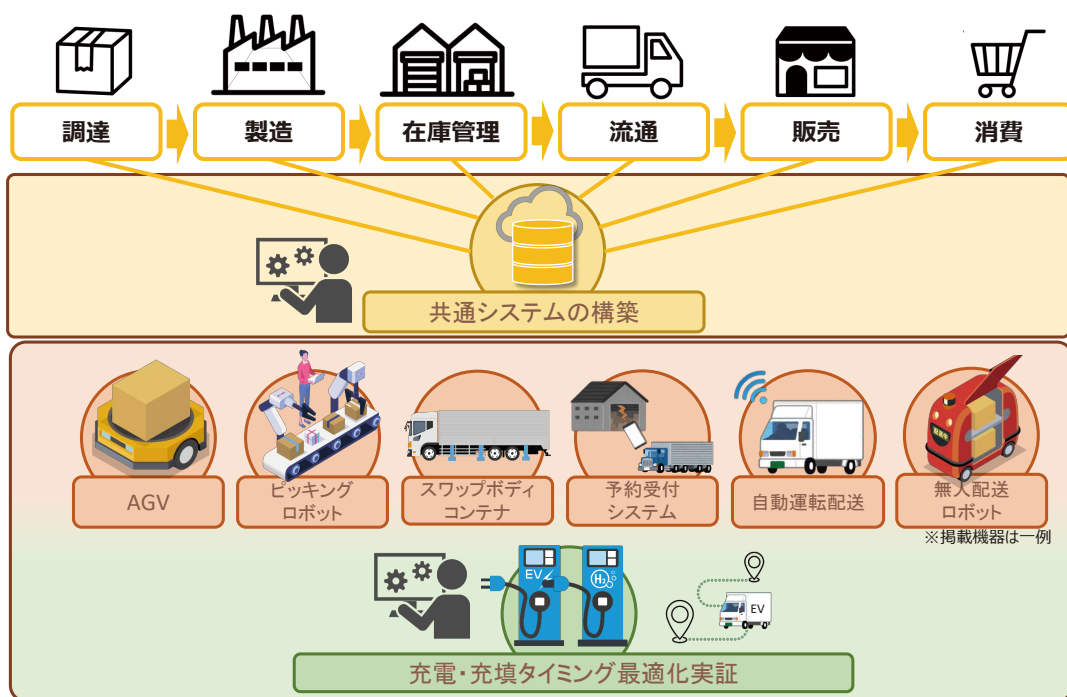 調達
製造
在庫管理
流通
販売
消費
共通システムの構築
AGV
ピッキング
ロボット
スワップボディ
コンテナ
予約受付
システム
自動運転配送
無人配送
ロボット
※掲載機器は一例
EV
H₂
EV
充電・充填タイミング最適化実証